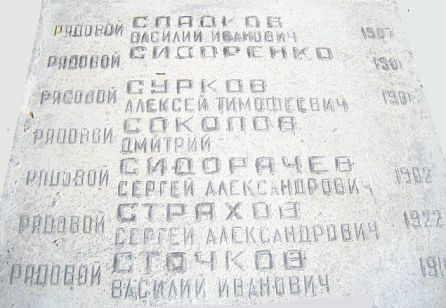 РЯДОВОЙ СЛАДКОВ
ВАСИЛИЙ ИВАНОВИЧ 1907
РЯДОВОЙ СИДОРЕНКО 1901
РЯДОВОЙ СУРКОВ
АЛЕКСЕЙ ТИМОФЕЕВИЧ 1901
РЯДОВОЙ СОКОЛОВ
ДМИТРИЙ
РЯДОВОЙ СИДОРАЧЕВ
СЕРГЕЙ АЛЕКСАНДРОВИЧ 1902
РЯДОВОЙ СТРАХОВ
СЕРГЕЙ АЛЕКСАНДРОВИЧ 1922
РЯДОВОЙ СТОЧКОВ
ВАСИЛИЙ ИВАНОВИЧ